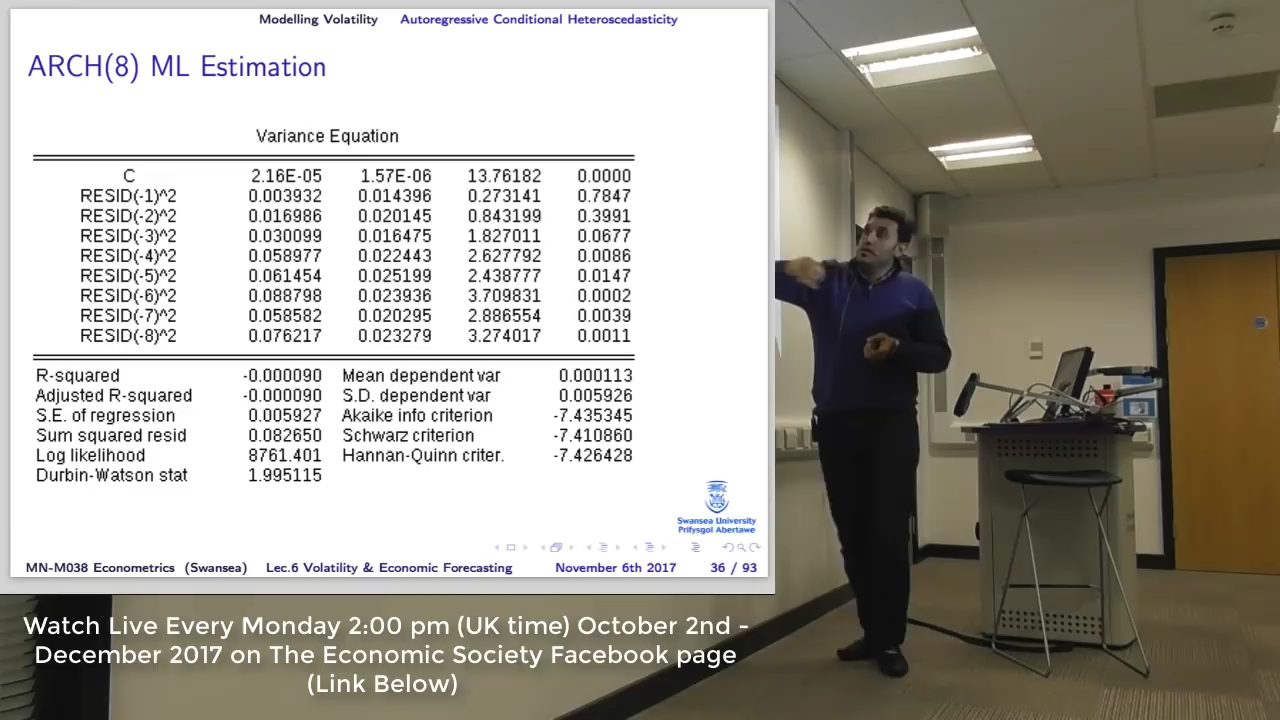 Modelling Volatility Autoregressive Conditional Heteroscedasticity
ARCH(8) ML Estimation
Variance Equation
C 2.16E-05 1.57E-06 13.76182 0.0000
RESID(-1)^2 0.003932 0.014396 0.273141 0.7847
RESID(-2)^2 0.016986 0.020145 0.843199 0.3991
RESID(-3)^2 0.030099 0.016475 1.827011 0.0677
RESID(-4)^2 0.058977 0.022443 2.627792 0.0086
RESID(-5)^2 0.061454 0.025199 2.438777 0.0147
RESID(-6)^2 0.088798 0.023936 3.709831 0.0002
RESID(-7)^2 0.058582 0.020295 2.886554 0.0039
RESID(-8)^2 0.076217 0.023279 3.274017 0.0011
R-squared -0.000090 Mean dependent var 0.000113
Adjusted R-squared -0.000090 S.D. dependent var 0.005926
S.E. of regression 0.005927 Akaike info criterion -7.435345
Sum squared resid 0.082650 Schwarz criterion -7.410860
Log likelihood 8761.401 Hannan-Quinn criter. -7.426428
Durbin-Watson stat 1.995115
Swansea University
Prifysgol Abertawe
MN-M038 Econometrics (Swansea) Lec.6 Volatility & Economic Forecasting November 6th 2017 36 / 93
Watch Live Every Monday 2:00 pm (UK time) October 2nd -
December 2017 on The Economic Society Facebook page
(Link Below)